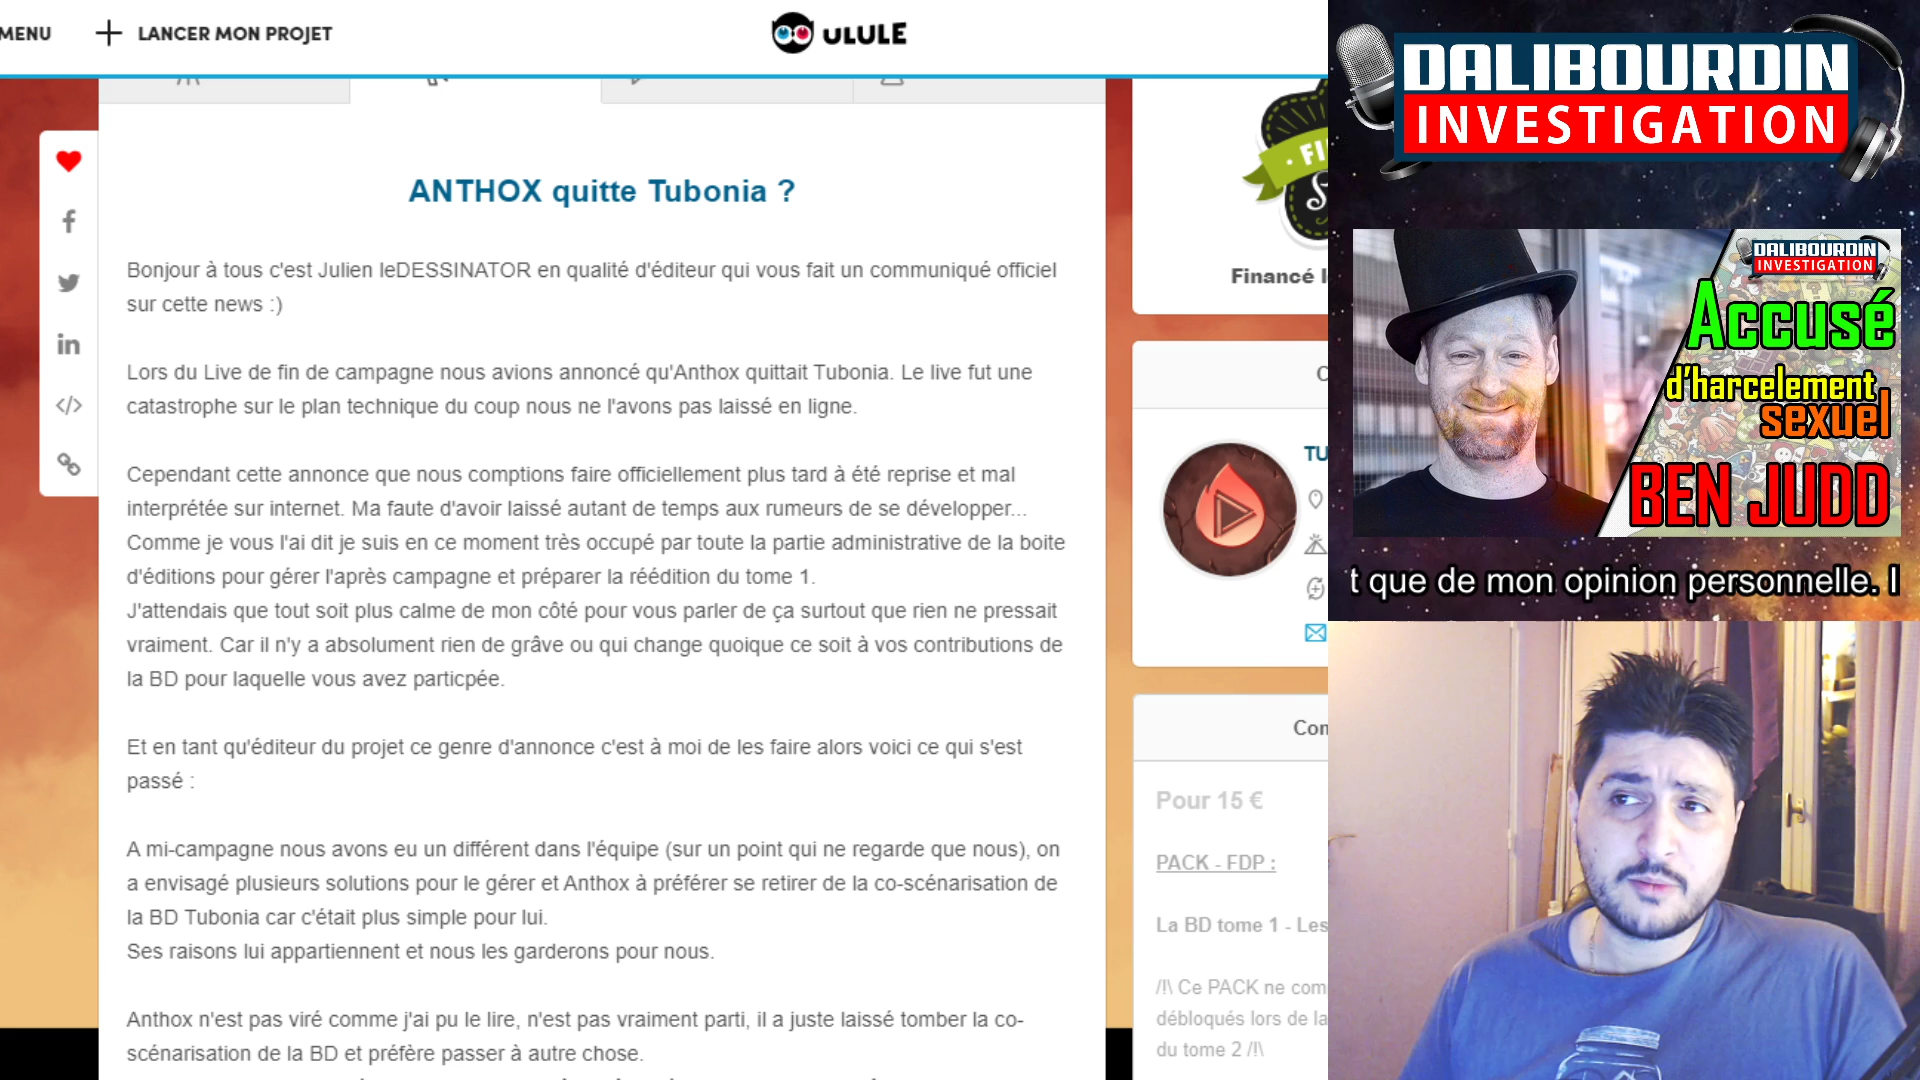 MENU
LANCER MON PROJET
ULULE
ANTHOX quitte Tubonia ?
Bonjour à tous c'est Julien leDESSINATOR en qualité d'éditeur qui vous fait un communiqué officiel
sur cette news :)
Lors du Live de fin de campagne nous avions annoncé qu'Anthox quittait Tubonia. Le live fut une
catastrophe sur le plan technique du coup nous ne l'avons pas laissé en ligne.
Cependant cette annonce que nous comptions faire officiellement plus tard à été reprise et mal
interprétée sur internet. Ma faute d'avoir laissé autant de temps aux rumeurs de se développer...
Comme je vous l'ai dit je suis en ce moment très occupé par toute la partie administrative de la boite
d'éditions pour gérer l'après campagne et préparer la réédition du tome 1.
J'attendais que tout soit plus calme de mon côté pour vous parler de ça surtout que rien ne pressait
vraiment. Car il n'y a absolument rien de grâve ou qui change quoique ce soit à vos contributions de
la BD pour laquelle vous avez particpée.
Et en tant qu'éditeur du projet ce genre d'annonce c'est à moi de les faire alors voici ce qui s'est
passé :
A mi-campagne nous avons eu un différent dans l'équipe (sur un point qui ne regarde que nous), on
a envisagé plusieurs solutions pour le gérer et Anthox à préférer se retirer de la co-scénarisation de
la BD Tubonia car c'était plus simple pour lui.
Ses raisons lui appartiennent et nous les garderons pour nous.
Anthox n'est pas viré comme j'ai pu le lire, n'est pas vraiment parti, il a juste laissé tomber la co-
scénarisation de la BD et préfère passer à autre chose.
· FI
S
Financé l
C
TU
Con
Pour 15 €
PACK - FDP :
La BD tome 1 - Les
/!\ Ce PACK ne com
débloqués lors de la
du tome 2 /!\
DALIBOURDIN
INVESTIGATION
DALIBOURDIN
INVESTIGATION
Accusé
d'harcelement
sexuel
BEN JUDD
t que de mon opinion personnelle. I